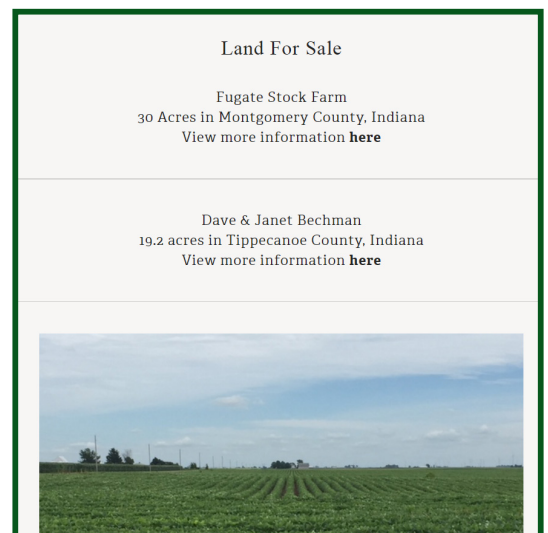 Land For Sale
Fugate Stock Farm
30 Acres in Montgomery County, Indiana
View more information here
Dave & Janet Bechman
19.2 acres in Tippecanoe County, Indiana
View more information here